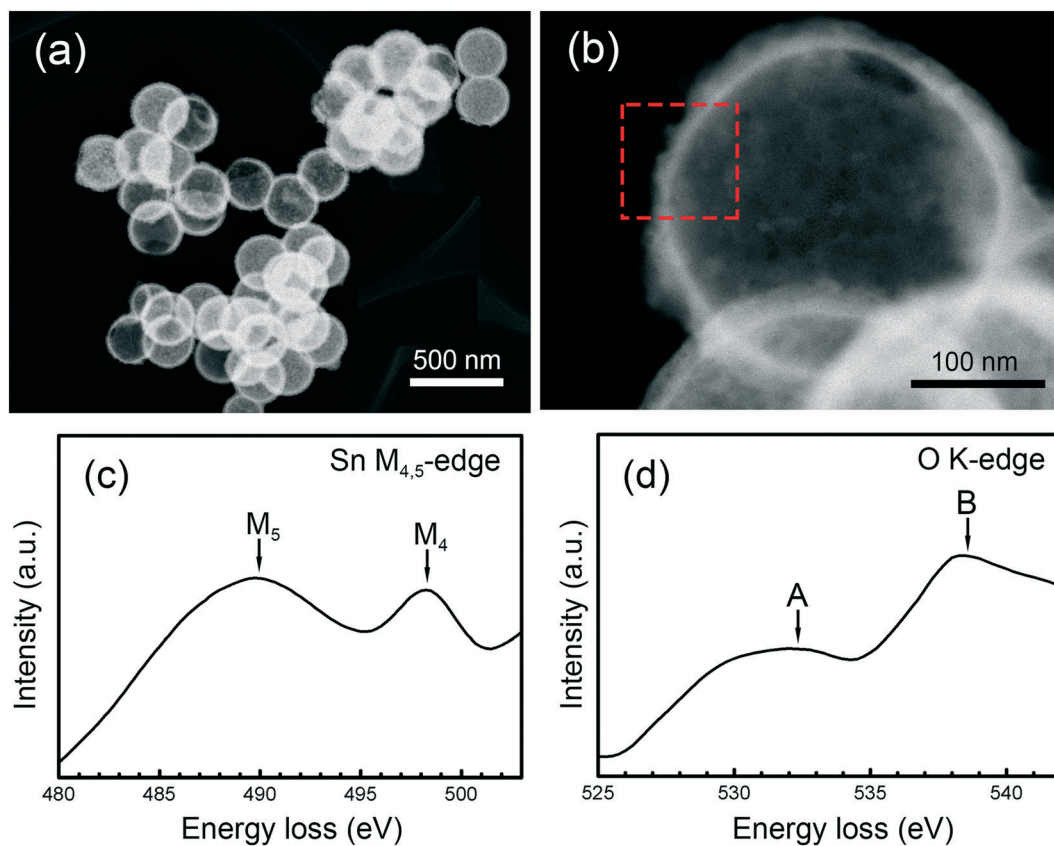 (a)
500 nm
(b)
100 nm
(c)
Sn M₄,₅-edge
M₅
M₄
Intensity (a.u.)
480 485 490 495 500
Energy loss (eV)
(d)
O K-edge
A
B
Intensity (a.u.)
525 530 535 540
Energy loss (eV)